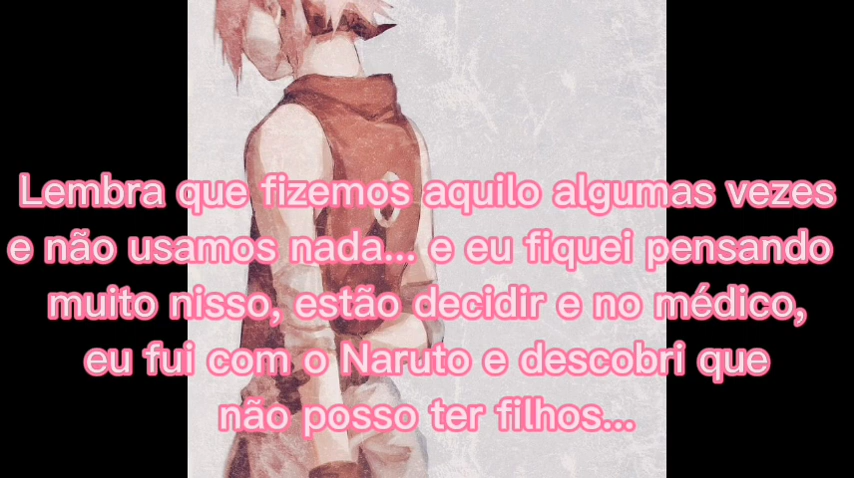 Lembra que fizemos aquilo algumas vezes
e não usamos nada... e eu fiquei pensando
muito nisso, estão decidir e no médico,
eu fui com o Naruto e descobri que
não posso ter filhos...